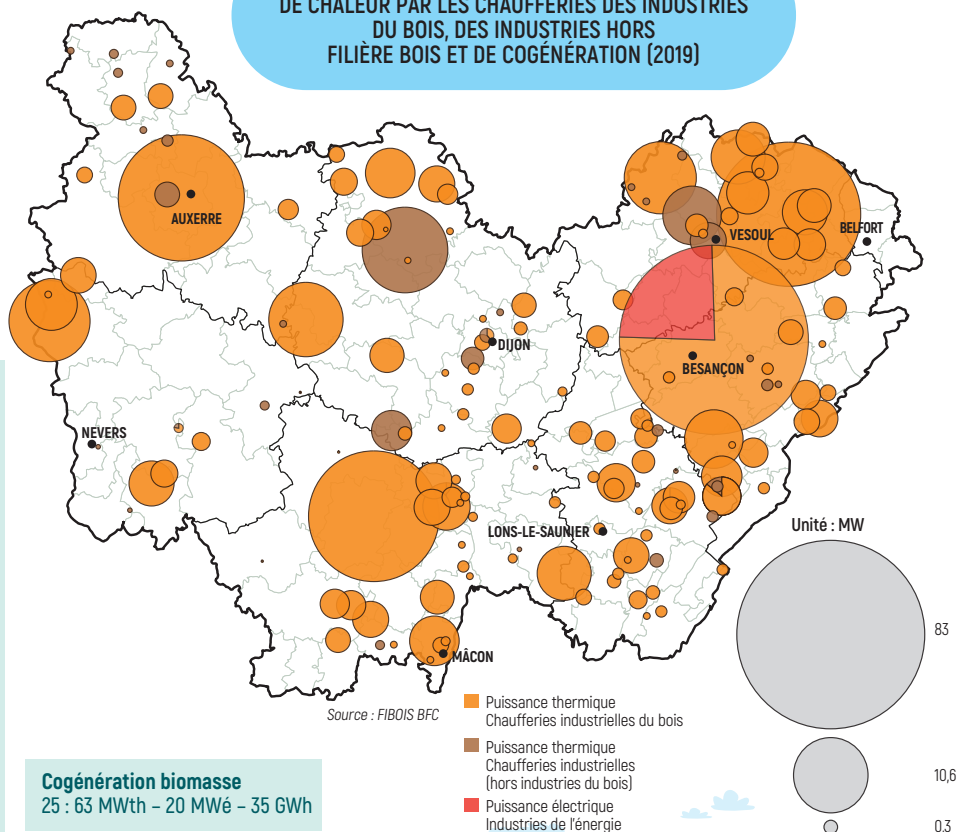 DE CHALEUR PAR LES CHAUFFERIES DES INDUSTRIES
DU BOIS, DES INDUSTRIES HORS
FILIÈRE BOIS ET DE COGÉNÉRATION (2019)
AUXERRE
VESOUL
BELFORT
DIJON
BESANÇON
NEVERS
LONS-LE-SAUNIER
MÂCON
Unité : MW
83
10,6
0,3
Source : FIBOIS BFC
Puissance thermique
Chaufferies industrielles du bois
Puissance thermique
Chaufferies industrielles
(hors industries du bois)
Puissance électrique
Industries de l'énergie
Cogénération biomasse
25 : 63 MWth – 20 MWé – 35 GWh